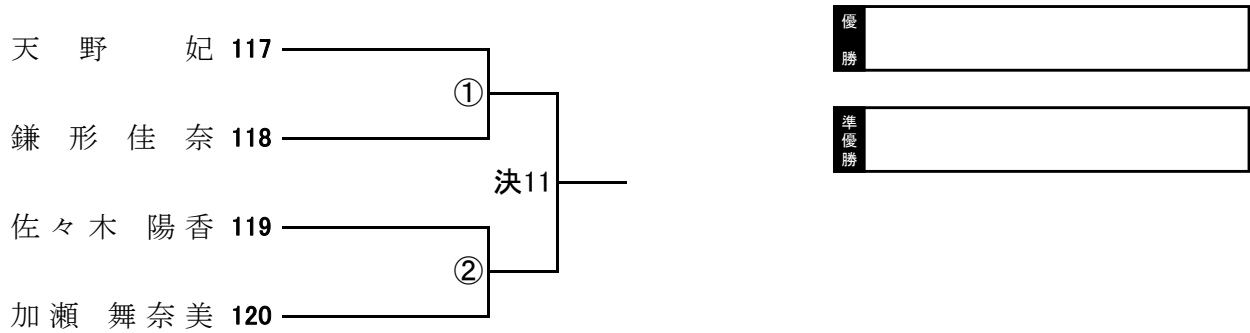 天野 妃 117
①
鎌形佳奈 118
決11
佐々木 陽香 119
②
加瀬 舞奈美 120
優勝
準優勝